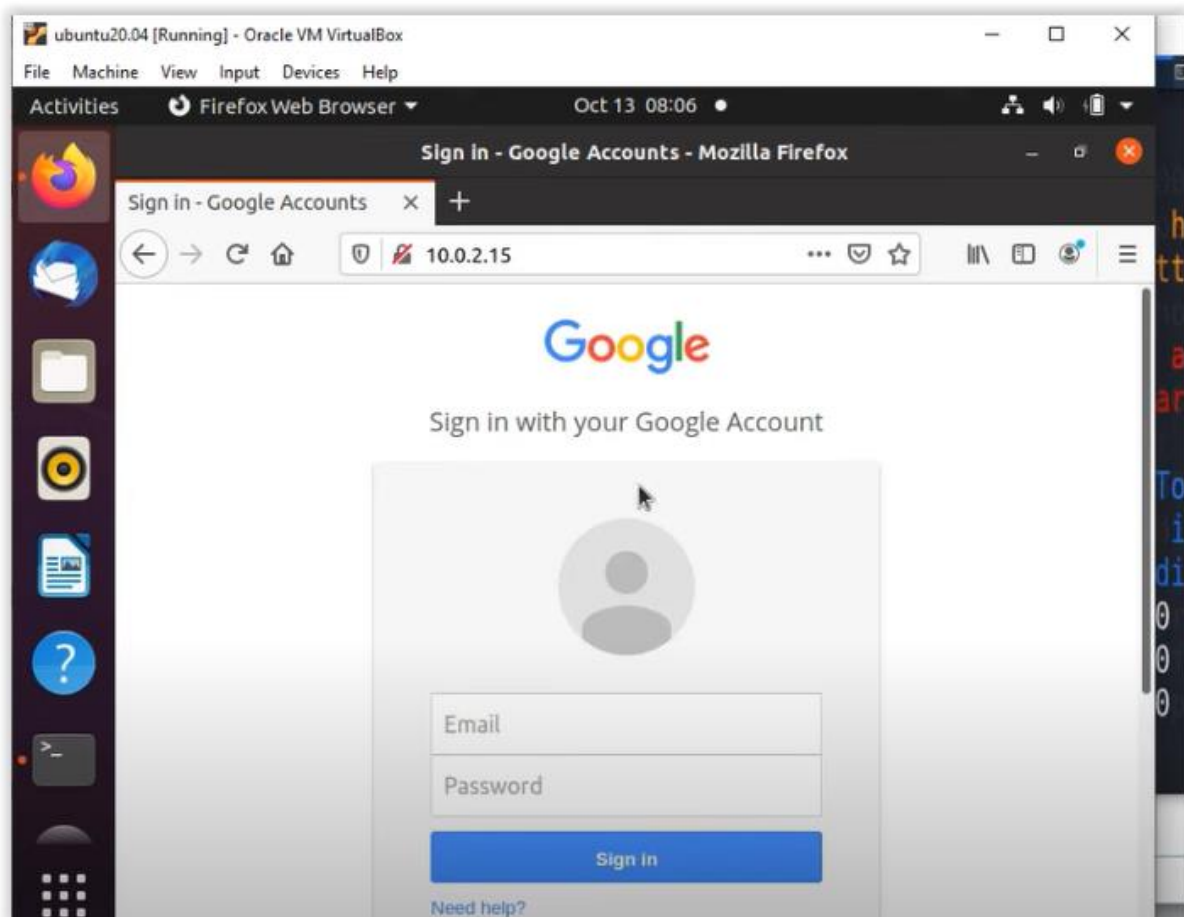 ubuntu20.04 [Running] - Oracle VM VirtualBox
File Machine View Input Devices Help
Activities Firefox Web Browser Oct 13 08:06
Sign in - Google Accounts - Mozilla Firefox
Sign in - Google Accounts
10.0.2.15
Google
Sign in with your Google Account
Email
Password
Sign in
Need help?